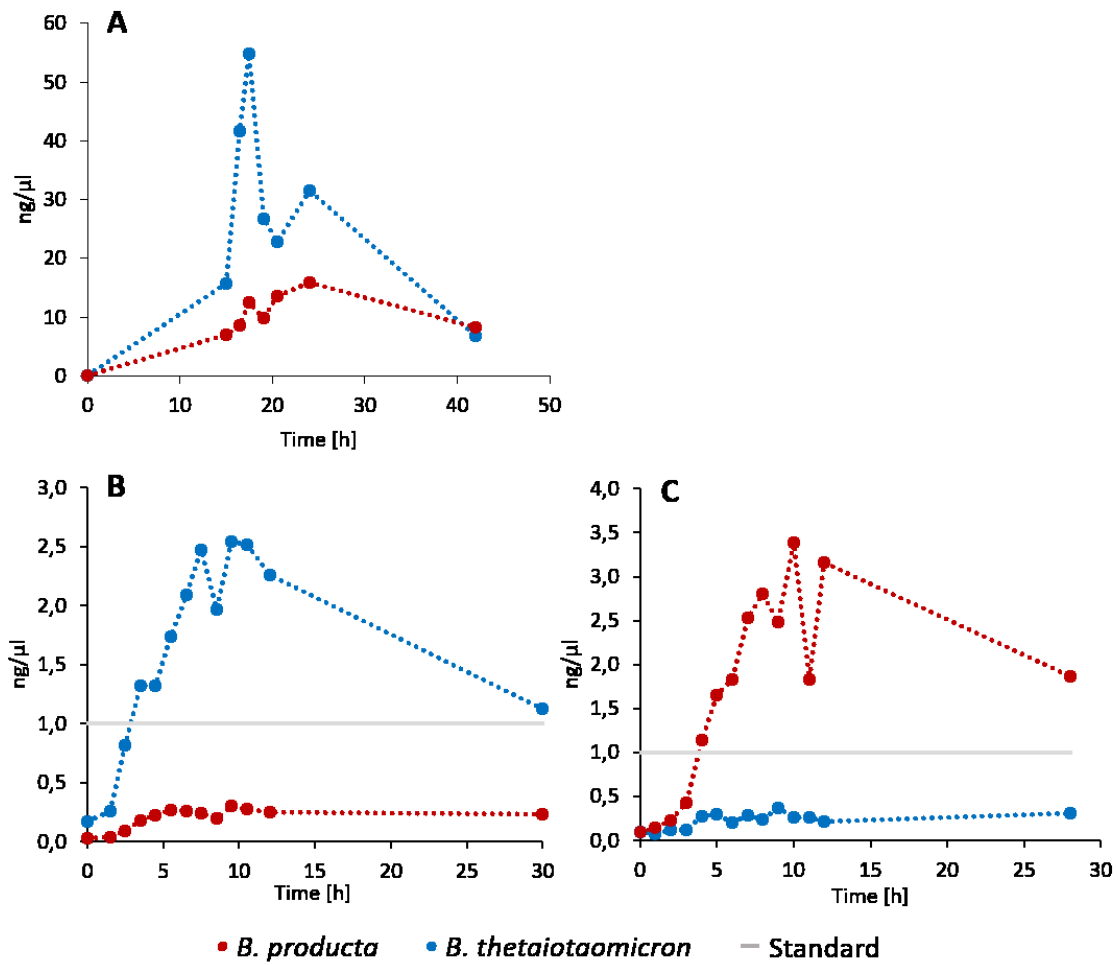 A
60
50
40
30
20
10
0
ng/µl
0 10 20 30 40 50
Time [h]
B
3,0
2,5
2,0
1,5
1,0
0,5
0,0
ng/µl
0 5 10 15 20 25 30
Time [h]
C
4,0
3,5
3,0
2,5
2,0
1,5
1,0
0,5
0,0
ng/µl
0 5 10 15 20 25 30
Time [h]
B. producta B. thetaiotaomicron Standard